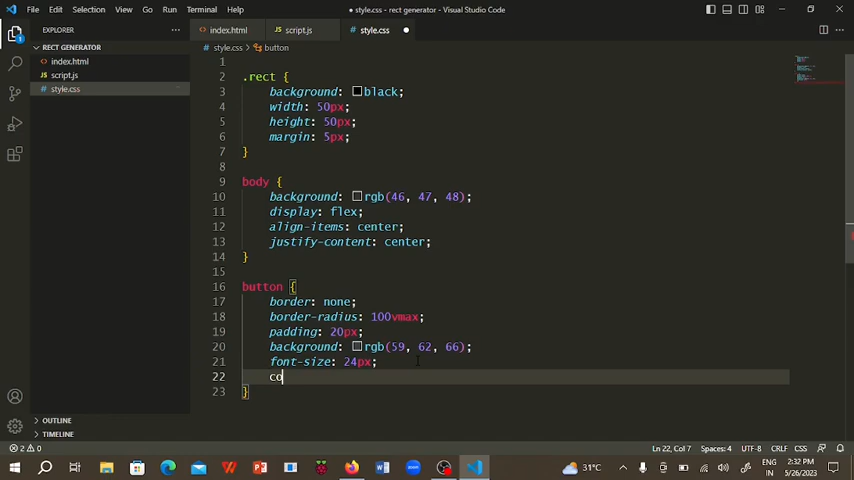 File Edit Selection View Go Run Terminal Help
style.css - rect generator - Visual Studio Code
EXPLORER
RECT GENERATOR
index.html
script.js
style.css
OUTLINE
TIMELINE
index.html script.js style.css
style.css > button
1
2 .rect {
3 background: black;
4 width: 50px;
5 height: 50px;
6 margin: 5px;
7 }
8
9 body {
10 background: rgb(46, 47, 48);
11 display: flex;
12 align-items: center;
13 justify-content: center;
14 }
15
16 button {
17 border: none;
18 border-radius: 100vmax;
19 padding: 20px;
20 background: rgb(59, 62, 66);
21 font-size: 24px;
22 co
23 }
2 0 Ln 22, Col 7 Spaces: 4 UTF-8 CRLF CSS
31°C ENG IN 2:32 PM 5/26/2023